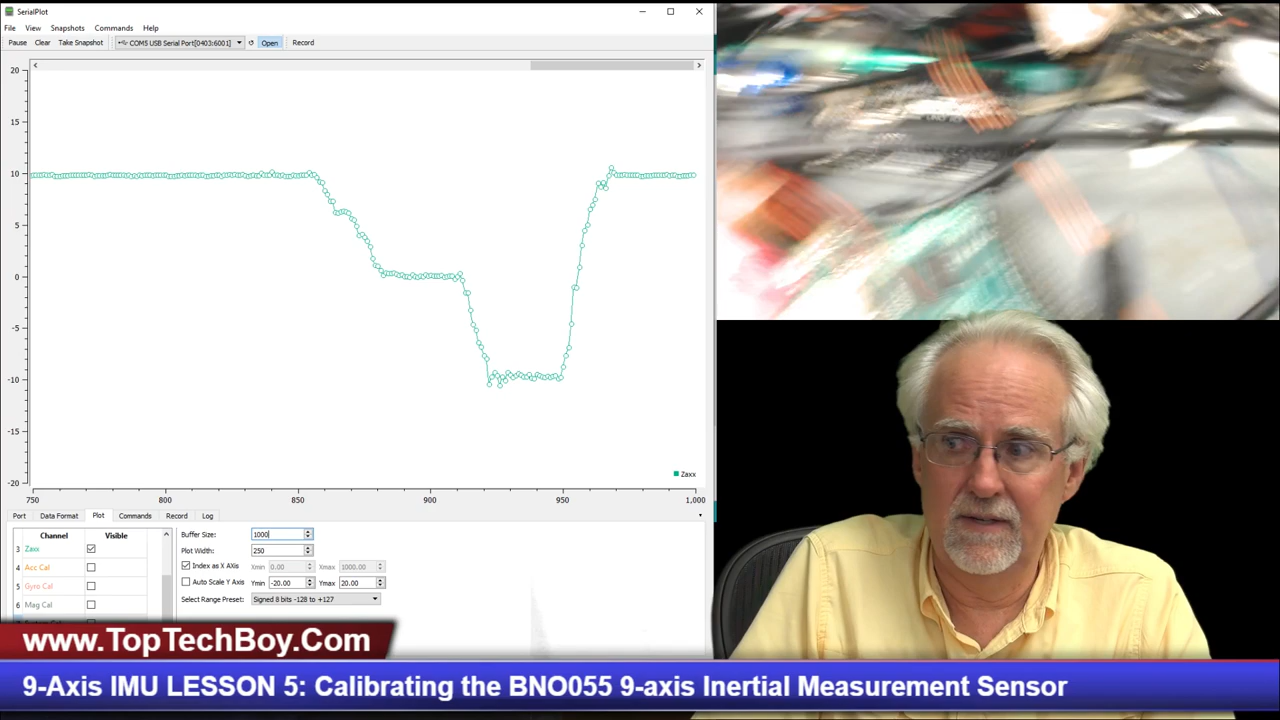 SerialPlot
File View Snapshots Commands Help
Pause Clear Take Snapshot COM5 USB Serial Port[0403:6001] Open Record
20
15
10
5
0
-5
-10
-15
-20
Zaxx
750 800 850 900 950 1,000
Port Data Format Plot Commands Record Log
Channel Visible
3 Zaxx
4 Acc Cal
5 Gyro Cal
6 Mag Cal
Buffer Size: 1000
Plot Width: 250
Index as X AXis Xmin 0.00 Xmax 1000.00
Auto Scale Y Axis Ymin -20.00 Ymax 20.00
Select Range Preset: Signed 8 bits -128 to +127
www.TopTechBoy.Com
9-Axis IMU LESSON 5: Calibrating the BNO055 9-axis Inertial Measurement Sensor